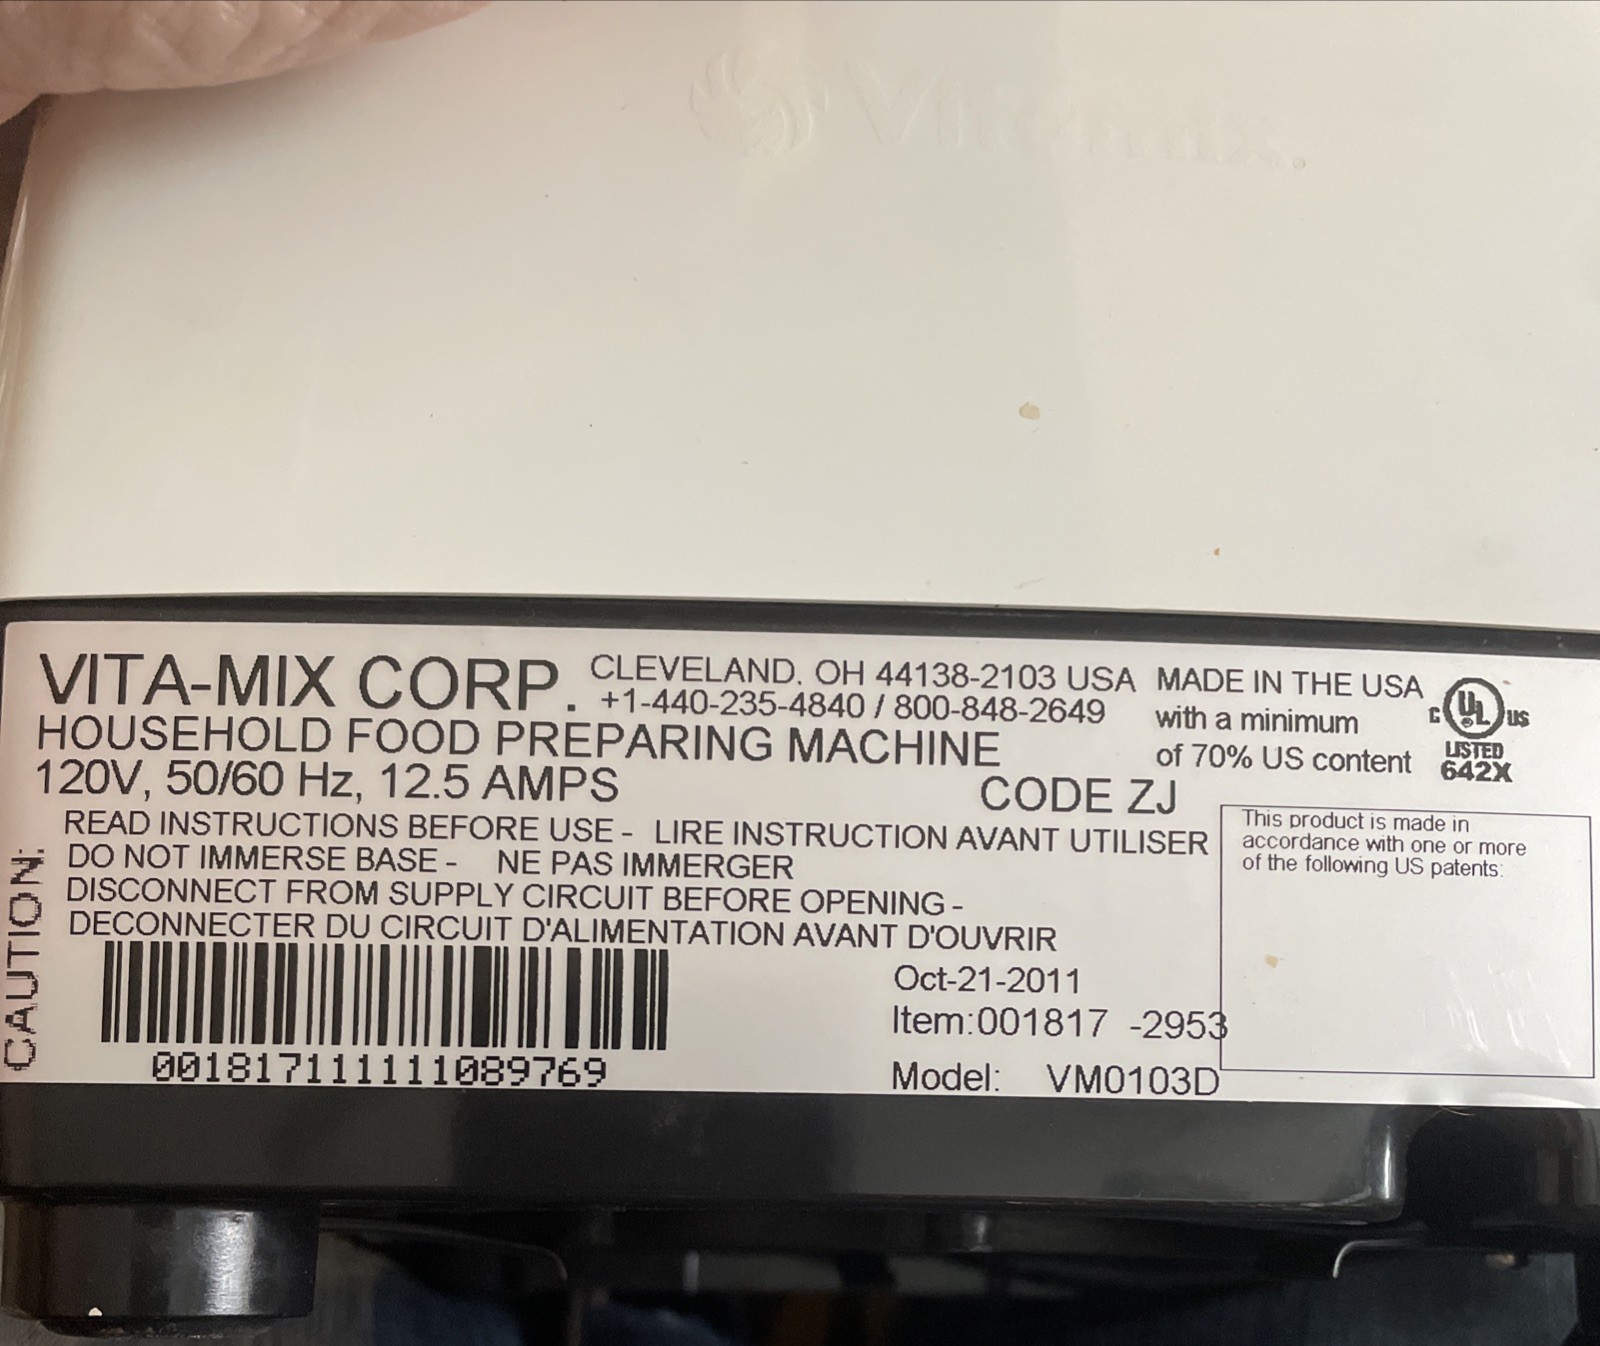 Vitamix.
VITA-MIX CORP.
CLEVELAND, OH 44138-2103 USA
+1-440-235-4840 / 800-848-2649
MADE IN THE USA
with a minimum
of 70% US content
C UL US
LISTED
642X
HOUSEHOLD FOOD PREPARING MACHINE
120V, 50/60 Hz, 12.5 AMPS
CODE ZJ
CAUTION:
READ INSTRUCTIONS BEFORE USE - LIRE INSTRUCTION AVANT UTILISER
DO NOT IMMERSE BASE - NE PAS IMMERGER
DISCONNECT FROM SUPPLY CIRCUIT BEFORE OPENING -
DECONNECTER DU CIRCUIT D'ALIMENTATION AVANT D'OUVRIR
This product is made in
accordance with one or more
of the following US patents:
001817111111089769
Oct-21-2011
Item:001817 -2953
Model: VM0103D